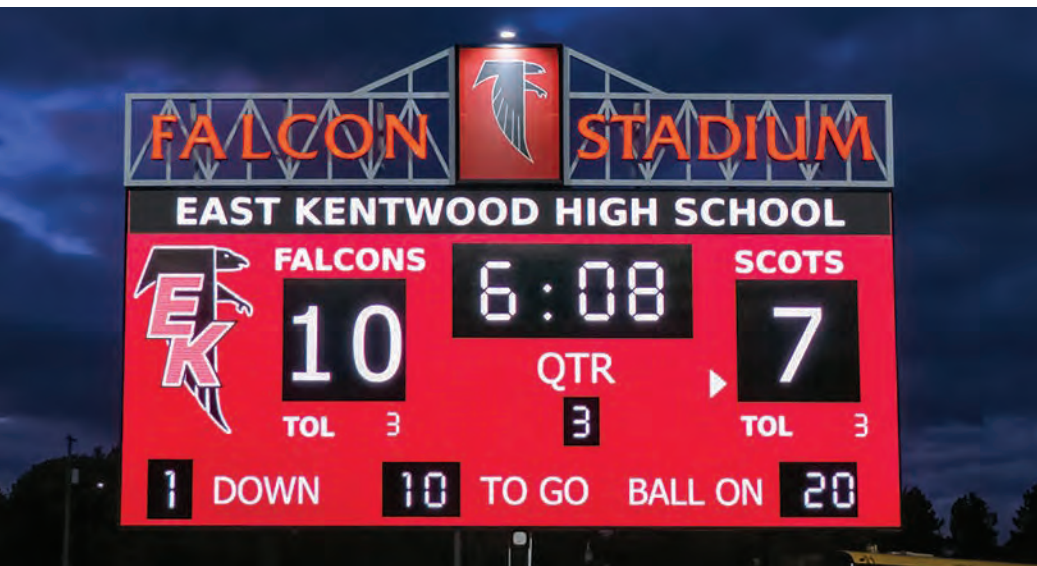 FALCON STADIUM
EAST KENTWOOD HIGH SCHOOL
FALCONS 6:08 SCOTS
EK 10 7
QTR
TOL 3 3 TOL 3
1 DOWN 10 TO GO BALL ON 20